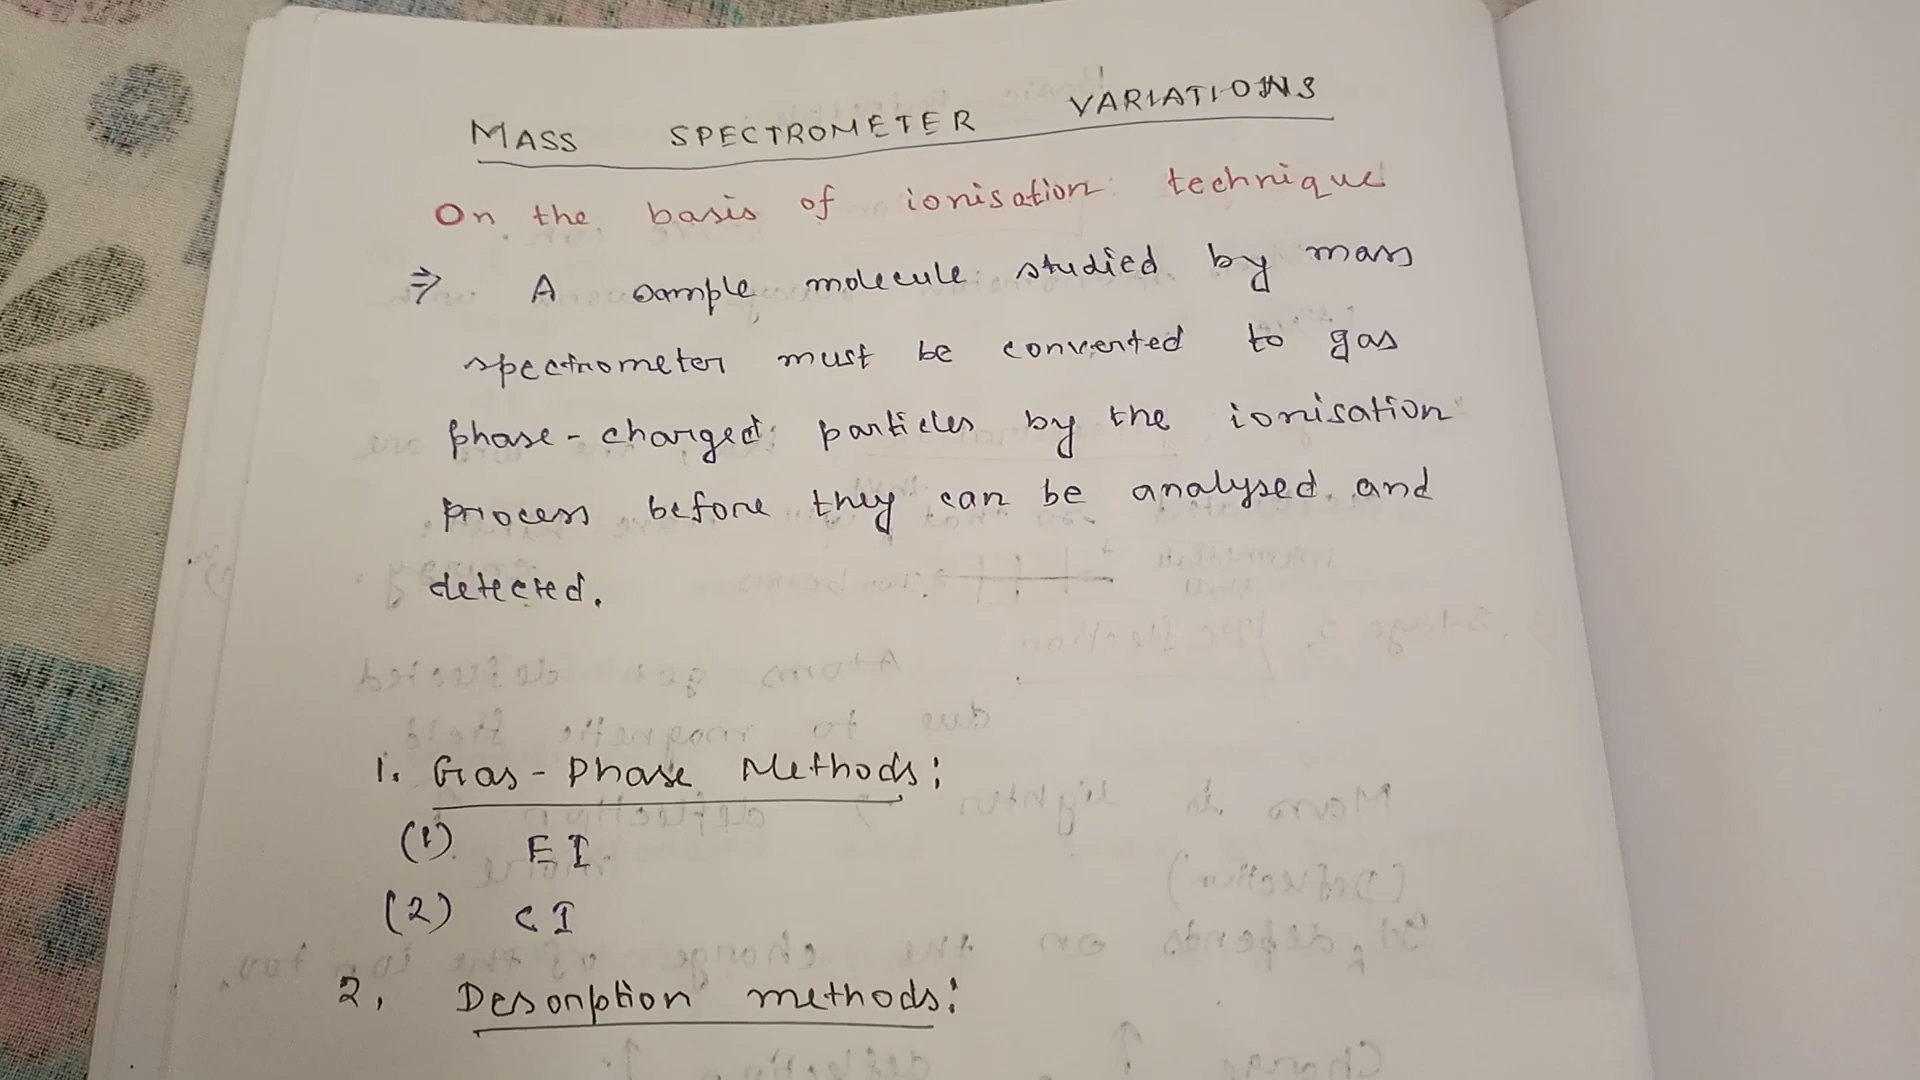 MASS SPECTROMETER VARIATIONS
On the basis of ionisation technique
⇒ A sample molecule studied by mass
spectrometer must be converted to gas
phase-charged particles by the ionisation
process before they can be analysed and
detected.
1. Gas-Phase Methods:
(1) EI
(2) CI
2. Desorption methods: